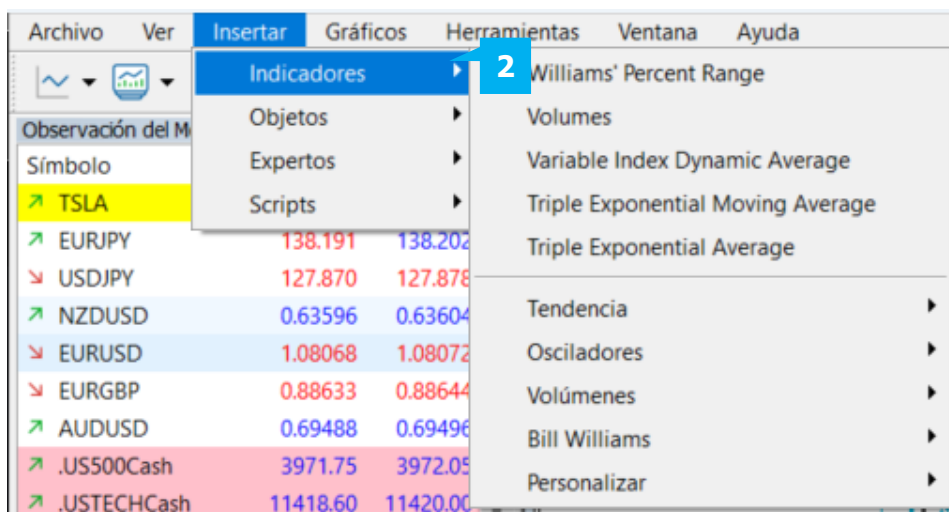 Archivo Ver Insertar Gráficos Herramientas Ventana Ayuda
Indicadores 2 Williams' Percent Range
Objetos Volumes
Observación del
Símbolo Expertos Variable Index Dynamic Average
TSLA Scripts Triple Exponential Moving Average
EURJPY 138.191 138.202 Triple Exponential Average
USDJPY 127.870 127.878
NZDUSD 0.63596 0.63604 Tendencia
EURUSD 1.08068 1.08072 Osciladores
EURGBP 0.88633 0.88644 Volúmenes
AUDUSD 0.69488 0.69496 Bill Williams
.US500Cash 3971.75 3972.05
.USTECHCash 11418.60 11420.00 Personalizar